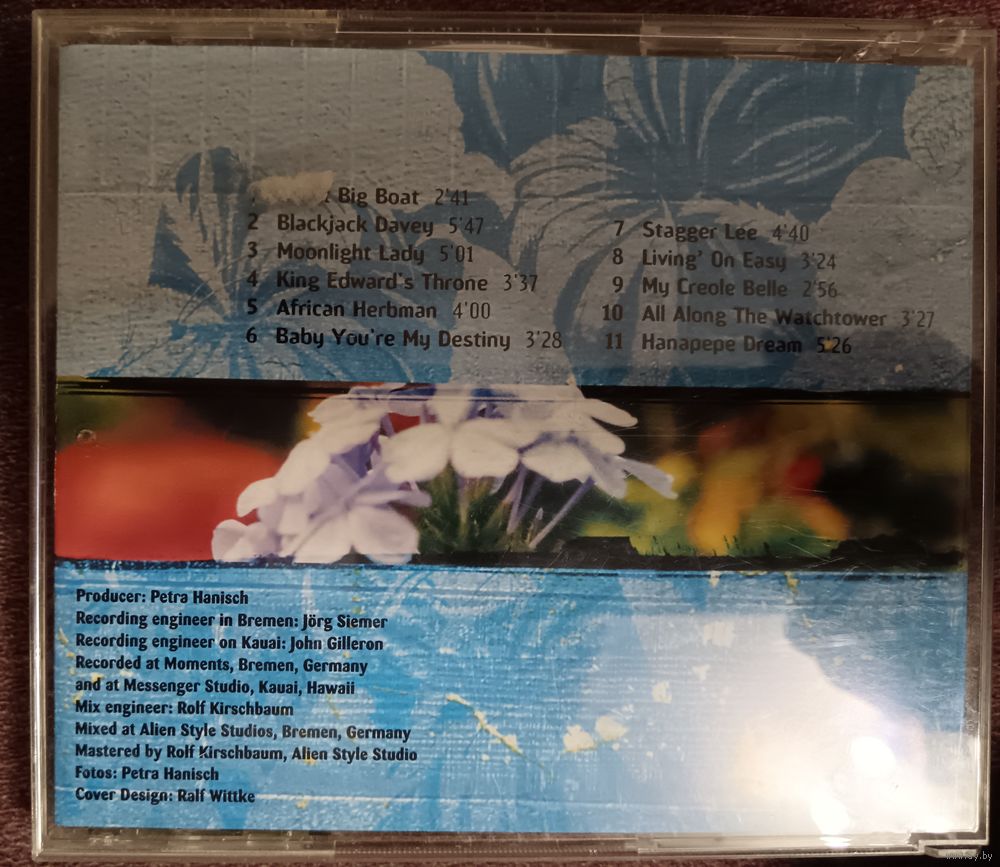 Big Boat 2'41
2 Blackjack Davey 5'47
3 Moonlight Lady 5'01
4 King Edward's Throne 3'37
5 African Herbman 4'00
6 Baby You're My Destiny 3'28
7 Stagger Lee 4'40
8 Living' On Easy 3'24
9 My Creole Belle 2'56
10 All Along The Watchtower 3'27
11 Hanapepe Dream 5'26
Producer: Petra Hanisch
Recording engineer in Bremen: Jörg Siemer
Recording engineer on Kauai: John Gilleron
Recorded at Moments, Bremen, Germany
and at Messenger Studio, Kauai, Hawaii
Mix engineer: Rolf Kirschbaum
Mixed at Alien Style Studios, Bremen, Germany
Mastered by Rolf Kirschbaum, Alien Style Studio
Fotos: Petra Hanisch
Cover Design: Ralf Wittke